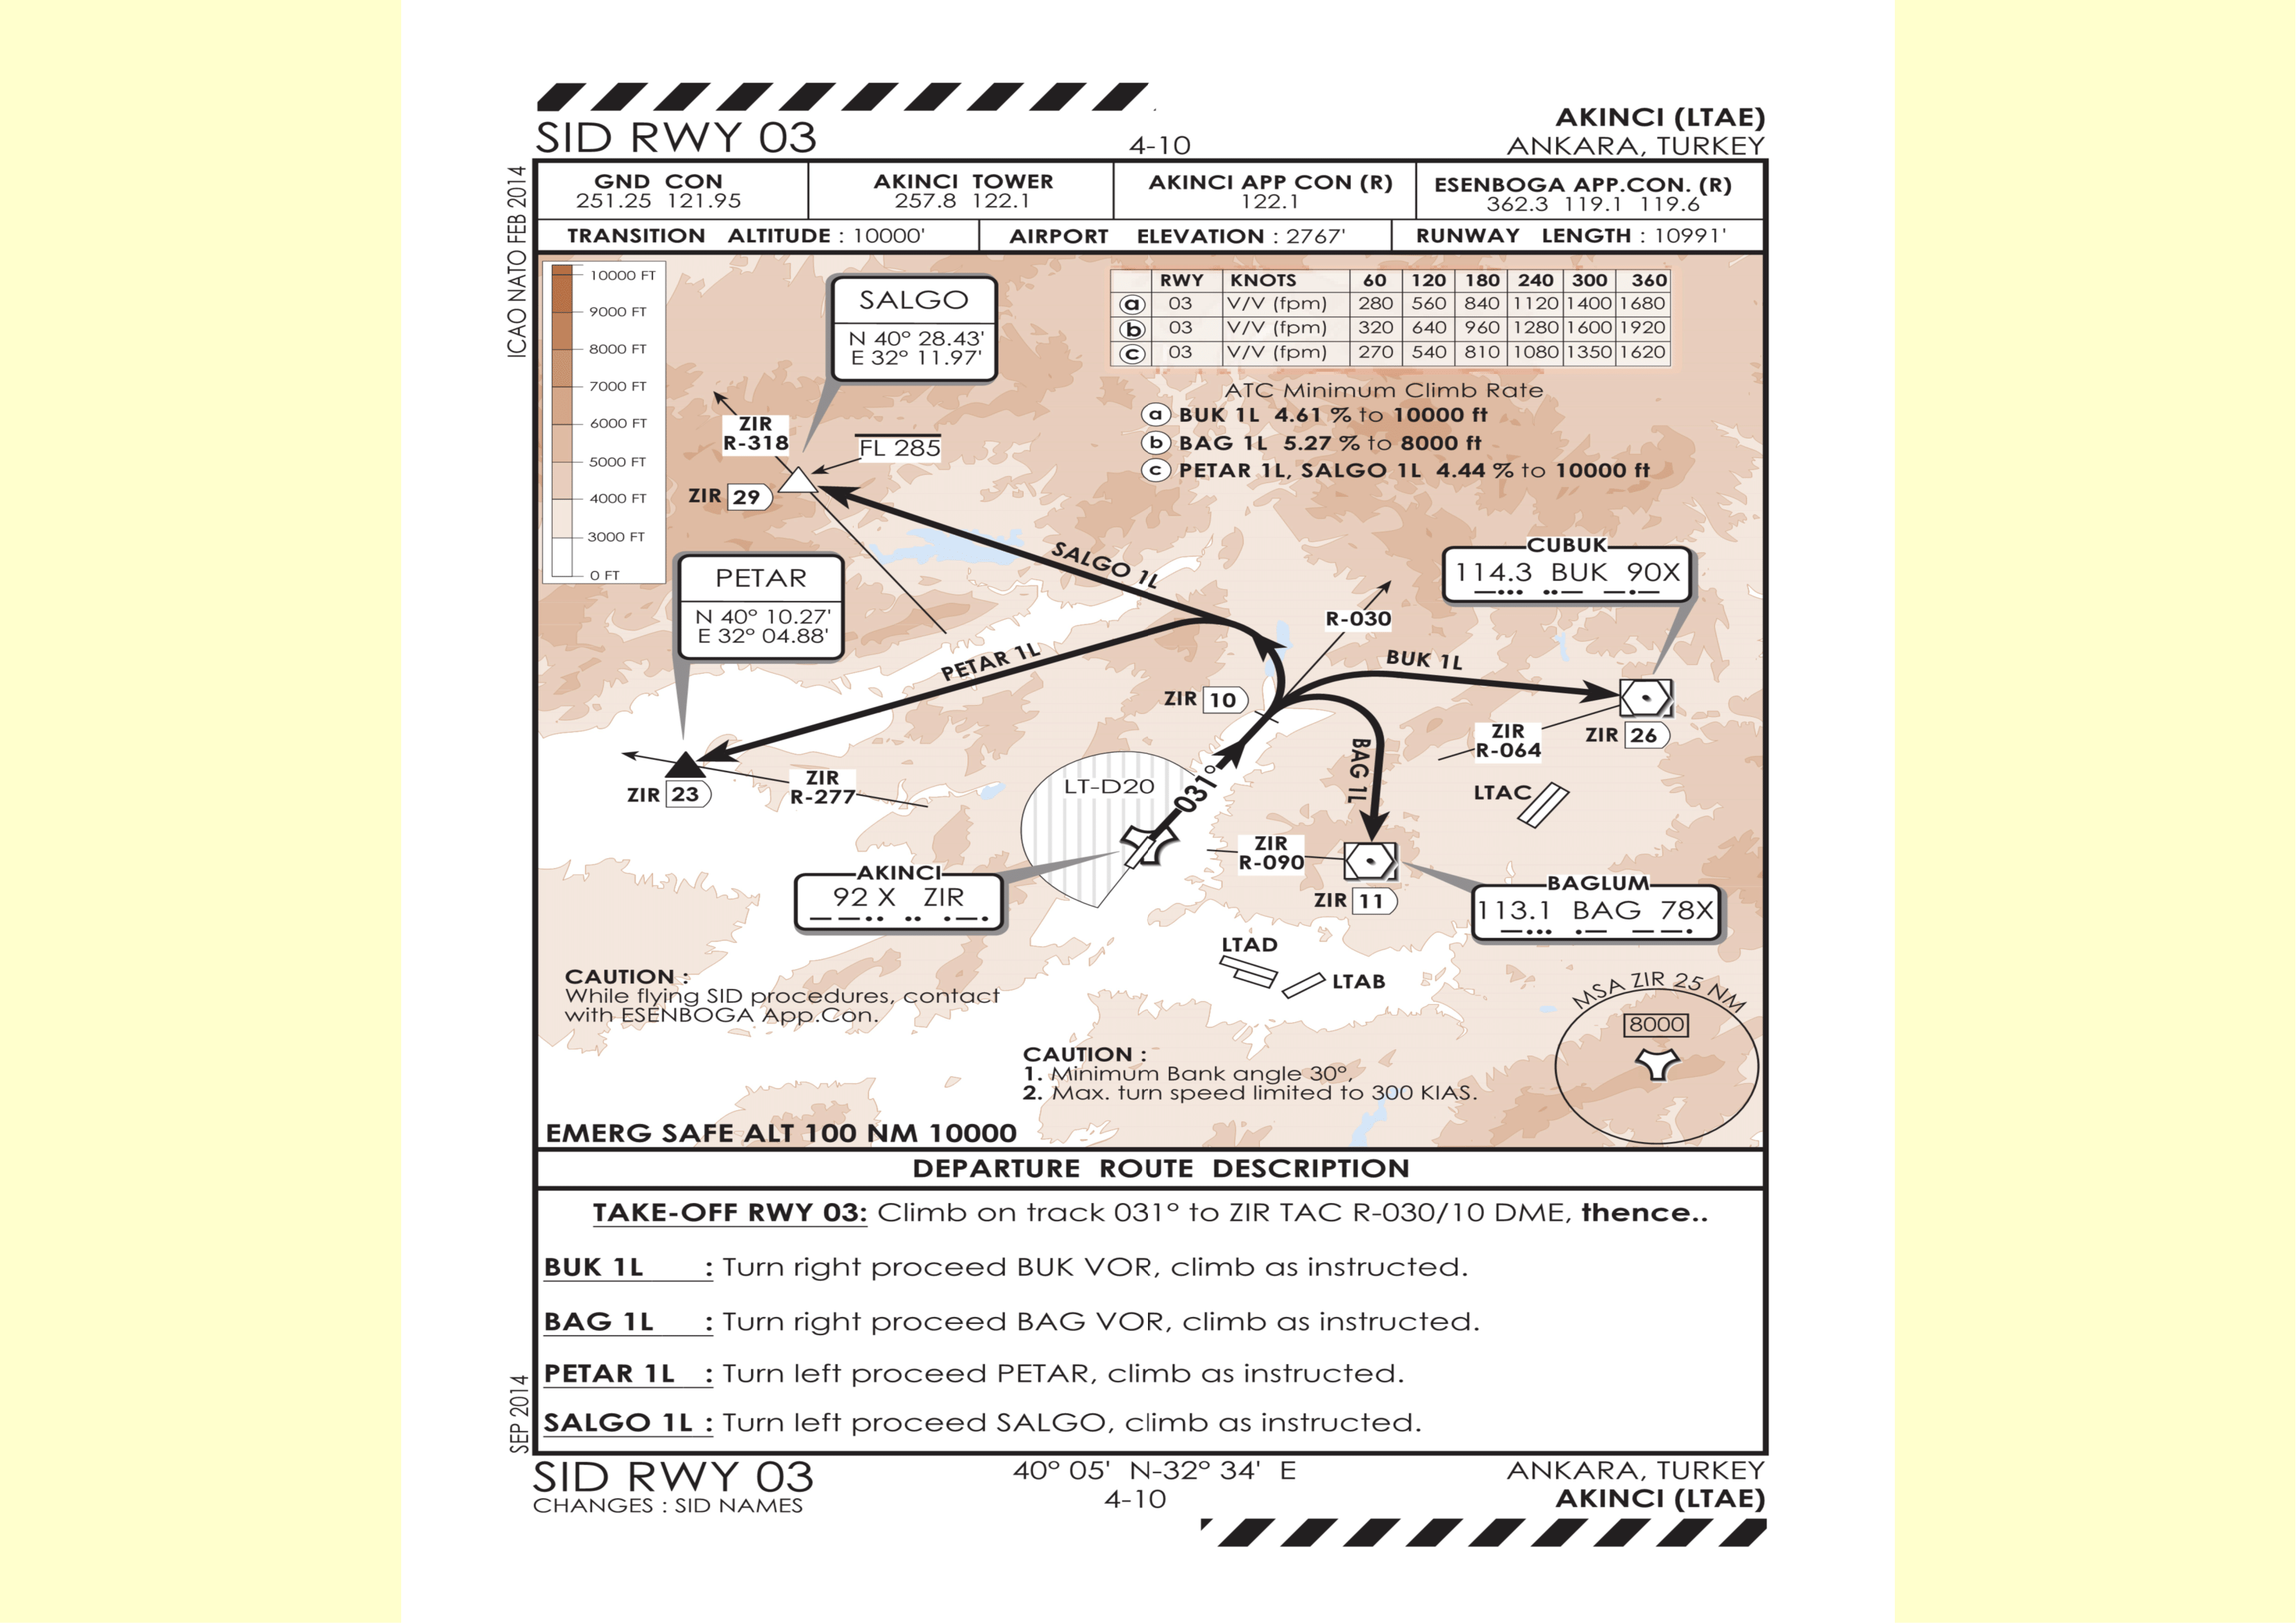 SID RWY 03
4-10
AKINCI (LTAE)
ANKARA, TURKEY
ICAO NATO FEB 2014
GND CON
251.25 121.95
AKINCI TOWER
257.8 122.1
AKINCI APP CON (R)
122.1
ESENBOGA APP.CON. (R)
362.3 119.1 119.6
TRANSITION ALTITUDE : 10000'
AIRPORT ELEVATION : 2767'
RUNWAY LENGTH : 10991'
10000 FT
9000 FT
8000 FT
7000 FT
6000 FT
5000 FT
4000 FT
3000 FT
0 FT
SALGO
N 40° 28.43'
E 32° 11.97'
RWY KNOTS 60 120 180 240 300 360
a 03 V/V (fpm) 280 560 840 1120 1400 1680
b 03 V/V (fpm) 320 640 960 1280 1600 1920
c 03 V/V (fpm) 270 540 810 1080 1350 1620
ATC Minimum Climb Rate
a BUK 1L 4.61 % to 10000 ft
b BAG 1L 5.27 % to 8000 ft
c PETAR 1L, SALGO 1L 4.44 % to 10000 ft
ZIR
R-318
FL 285
ZIR 29
SALGO 1L
CUBUK
114.3 BUK 90X
PETAR
N 40° 10.27'
E 32° 04.88'
R-030
PETAR 1L
BUK 1L
ZIR 10
ZIR
R-064
ZIR 26
BAG 1L
ZIR
R-277
ZIR 23
LT-D20
031°
LTAC
ZIR
R-090
ZIR 11
AKINCI
92 X ZIR
BAGLUM
113.1 BAG 78X
LTAD
LTAB
CAUTION :
While flying SID procedures, contact
with ESENBOGA App.Con.
MSA ZIR 25 NM
8000
CAUTION :
1. Minimum Bank angle 30°,
2. Max. turn speed limited to 300 KIAS.
EMERG SAFE ALT 100 NM 10000
DEPARTURE ROUTE DESCRIPTION
TAKE-OFF RWY 03: Climb on track 031° to ZIR TAC R-030/10 DME, thence..
BUK 1L : Turn right proceed BUK VOR, climb as instructed.
BAG 1L : Turn right proceed BAG VOR, climb as instructed.
PETAR 1L : Turn left proceed PETAR, climb as instructed.
SALGO 1L : Turn left proceed SALGO, climb as instructed.
SEP 2014
SID RWY 03
CHANGES : SID NAMES
40° 05' N-32° 34' E
4-10
ANKARA, TURKEY
AKINCI (LTAE)